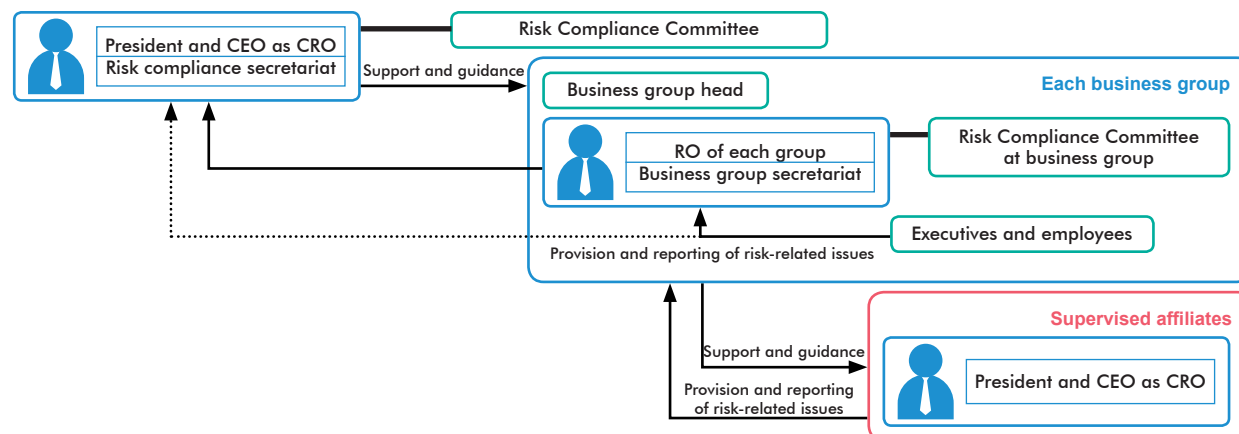 President and CEO as CRO
Risk compliance secretariat
Risk Compliance Committee
Support and guidance
Each business group
Business group head
RO of each group
Business group secretariat
Risk Compliance Committee
at business group
Executives and employees
Provision and reporting of risk-related issues
Supervised affiliates
Support and guidance
President and CEO as CRO
Provision and reporting
of risk-related issues